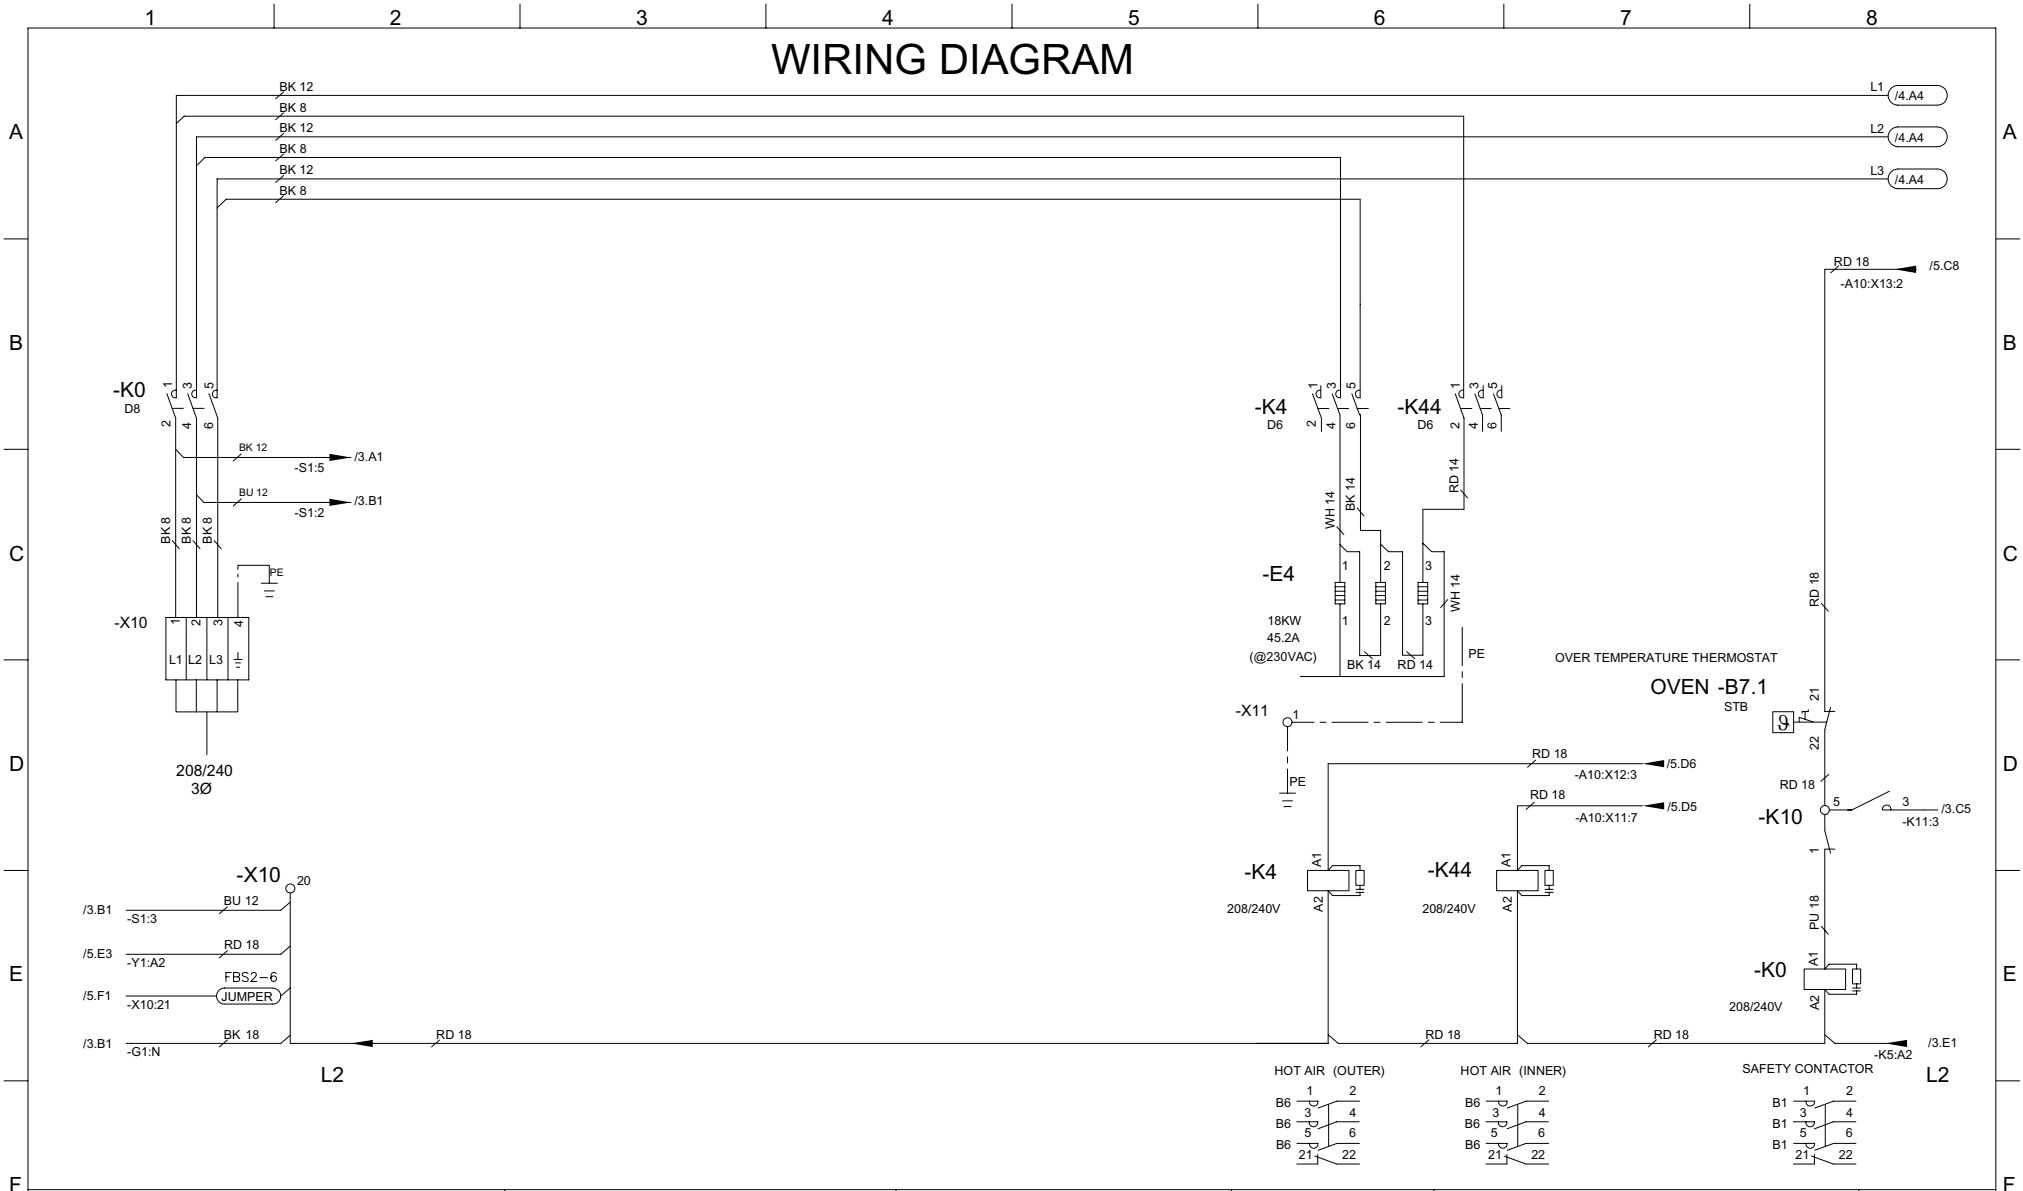 1 2 3 4 5 6 7 8
WIRING DIAGRAM
BK 12
L1 /4.A4
BK 8
A A
BK 12
L2 /4.A4
BK 8
BK 12
L3 /4.A4
BK 8
RD 18 /5.C8
-A10:X13:2
B B
-K0
D8
1 3 5
2 4 6
-K4
D6
1 3 5
2 4 6
-K44
D6
1 3 5
2 4 6
BK 12 /3.A1
-S1:5
BU 12 /3.B1
-S1:2
BK 8 BK 8 BK 8
WH 14 BK 14 RD 14
C C
PE
-E4
1 2 3
18KW
45.2A
(@230VAC)
1 2 3
WH 14
BK 14 RD 14
PE
RD 18
-X10
1 2 3 4
L1 L2 L3
208/240
3Ø
OVER TEMPERATURE THERMOSTAT
OVEN -B7.1
STB
21
ϑ
22
-X11 1
PE
D D
RD 18 /5.D6
-A10:X12:3
RD 18 /5.D5
-A10:X11:7
RD 18
-K10
5 3 /3.C5
-K11:3
1
-K4
208/240V
A1
A2
-K44
208/240V
A1
A2
PU 18
-K0
208/240V
A1
A2
-X10 20
/3.B1 BU 12
-S1:3
/5.E3 RD 18
-Y1:A2
E E
FBS2-6
/5.F1 JUMPER
-X10:21
/3.B1 BK 18
-G1:N
RD 18 RD 18 RD 18
/3.E1
-K5:A2
L2 L2
HOT AIR (OUTER)
1 2
B6
3 4
B6
5 6
B6
21 22
HOT AIR (INNER)
1 2
B6
3 4
B6
5 6
B6
21 22
SAFETY CONTACTOR
1 2
B1
3 4
B1
5 6
B1
21 22
F F